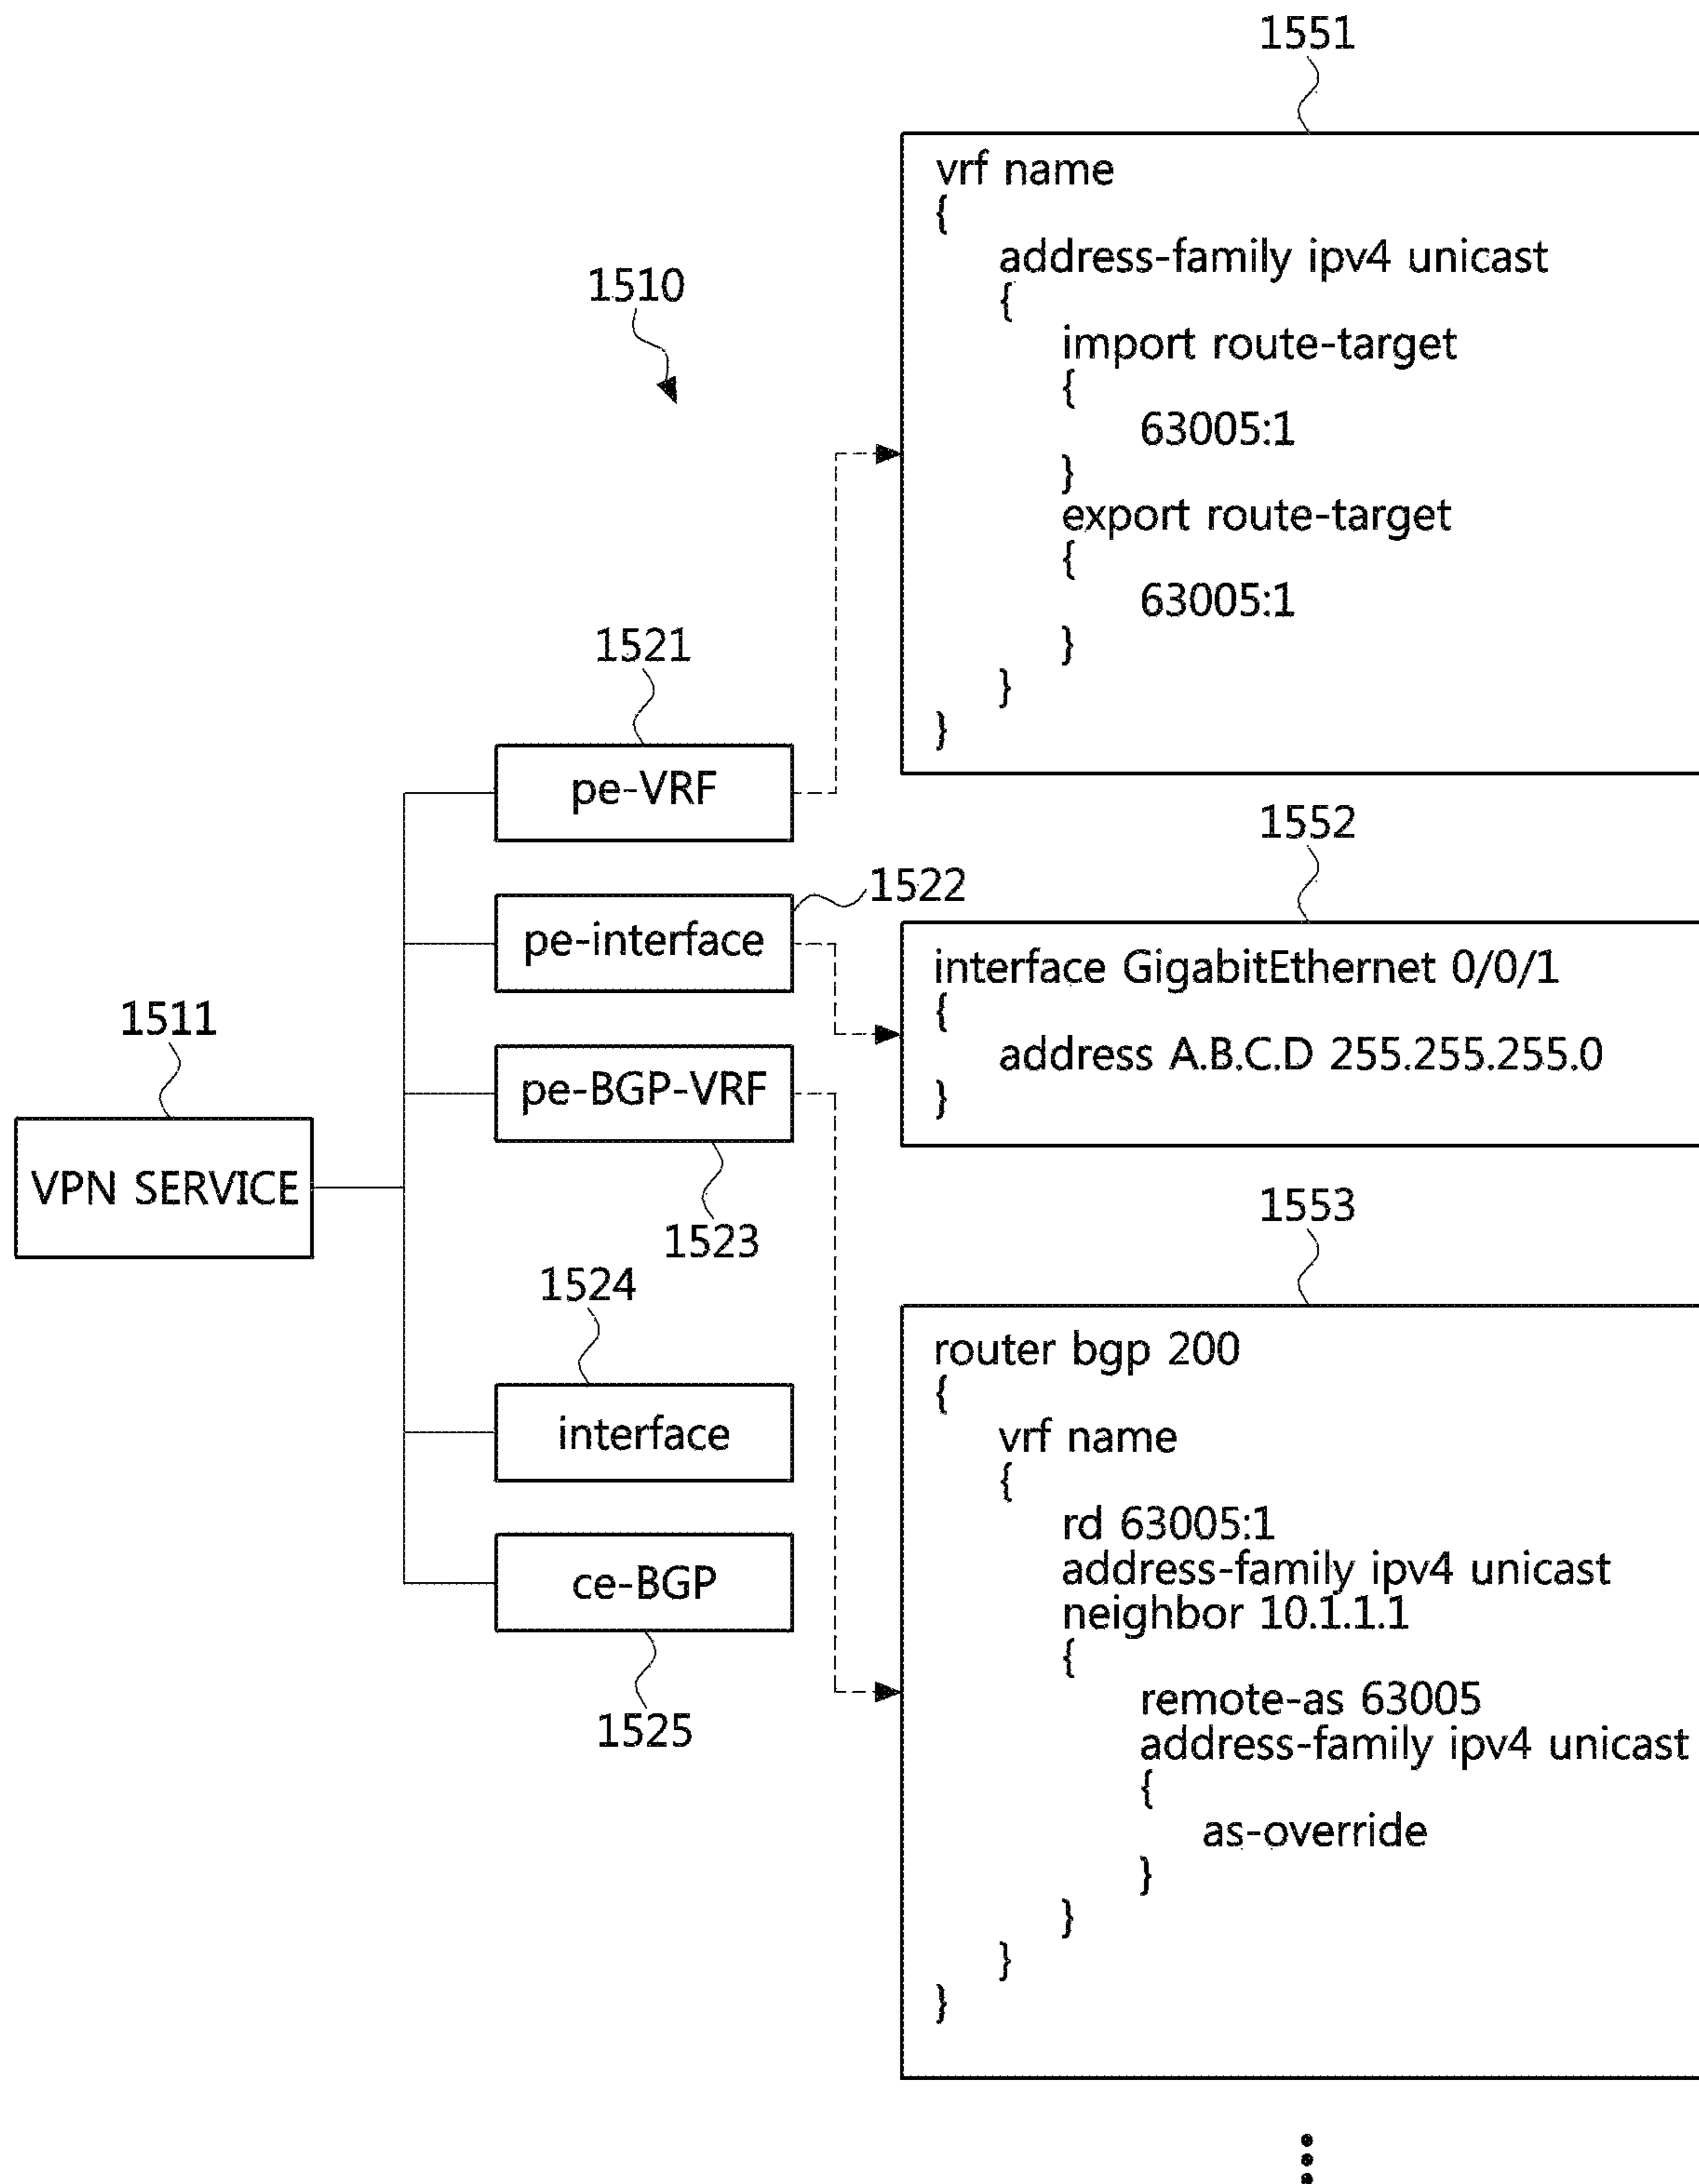 1510
1511
VPN SERVICE
1521
pe-VRF
1522
pe-interface
pe-BGP-VRF
1523
1524
interface
ce-BGP
1525
1551
vrf name
{
address-family ipv4 unicast
{
import route-target
{
63005:1
}
export route-target
{
63005:1
}
}
}
1552
interface GigabitEthernet 0/0/1
{
address A.B.C.D 255.255.255.0
}
1553
router bgp 200
{
vrf name
{
rd 63005:1
address-family ipv4 unicast
neighbor 10.1.1.1
{
remote-as 63005
address-family ipv4 unicast
{
as-override
}
}
}
}